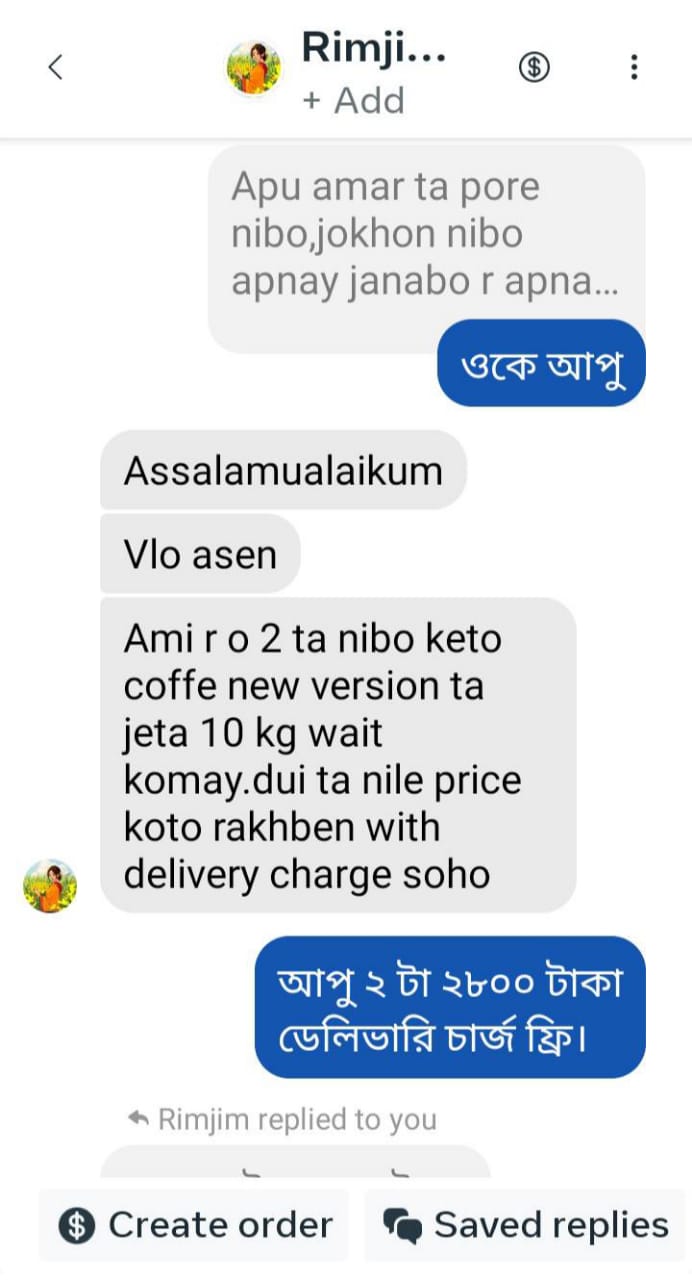 Rimji...
+ Add
Apu amar ta pore
nibo,jokhon nibo
apnay janabo r apna...
ওকে আপু
Assalamualaikum
Vlo asen
Ami r o 2 ta nibo keto
coffe new version ta
jeta 10 kg wait
komay.dui ta nile price
koto rakhben with
delivery charge soho
আপু ২ টা ২৮০০ টাকা
ডেলিভারি চার্জ ফ্রি।
Rimjim replied to you
Create order
Saved replies